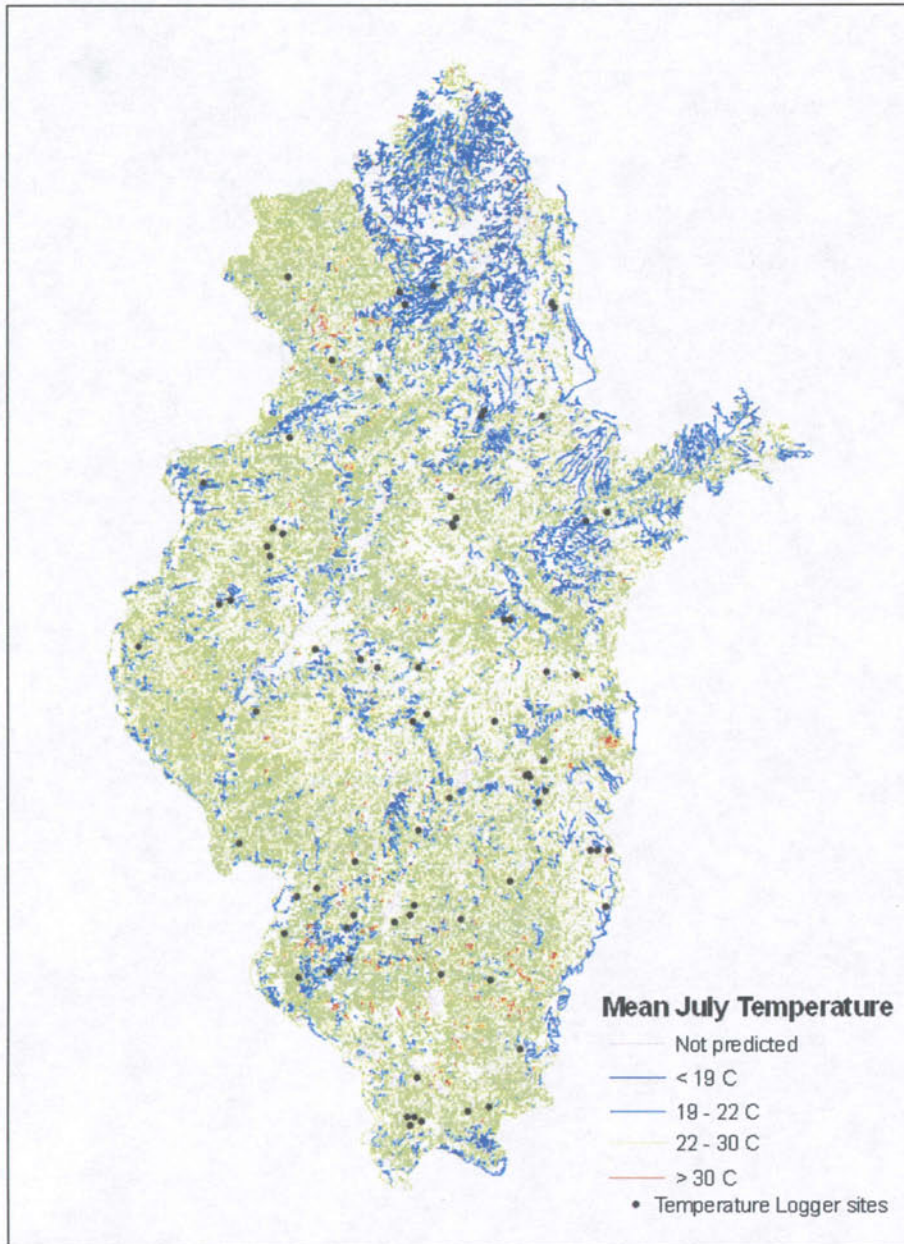 Mean July Temperature
Not predicted
< 19 C
19 - 22 C
22 - 30 C
> 30 C
Temperature Logger sites